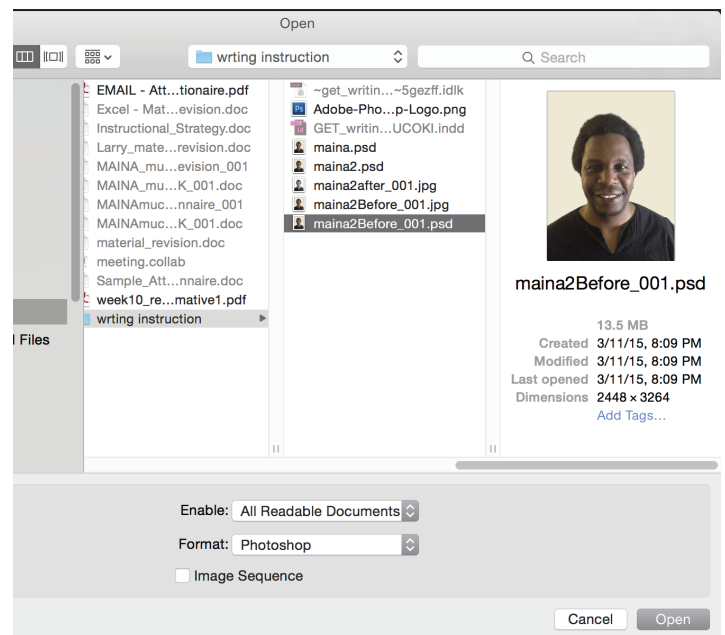 Open
wrting instruction
Search
EMAIL - Att...tionaire.pdf
Excel - Mat...evision.doc
Instructional_Strategy.doc
Larry_mate...revision.doc
MAINA_mu...evision_001
MAINA_mu...K_001.doc
MAINAmuc...nnaire_001
MAINAmuc...K_001.doc
material_revision.doc
meeting.collab
Sample_Att...nnaire.doc
week10_re...mative1.pdf
wrting instruction
l Files
~get_writin...~5gezff.idlk
Ps
Adobe-Pho...p-Logo.png
Id
GET_writin...UCOKI.indd
maina.psd
maina2.psd
maina2after_001.jpg
maina2Before_001.jpg
maina2Before_001.psd
maina2Before_001.psd
13.5 MB
Created 3/11/15, 8:09 PM
Modified 3/11/15, 8:09 PM
Last opened 3/11/15, 8:09 PM
Dimensions 2448 × 3264
Add Tags...
Enable: All Readable Documents
Format: Photoshop
Image Sequence
Cancel
Open